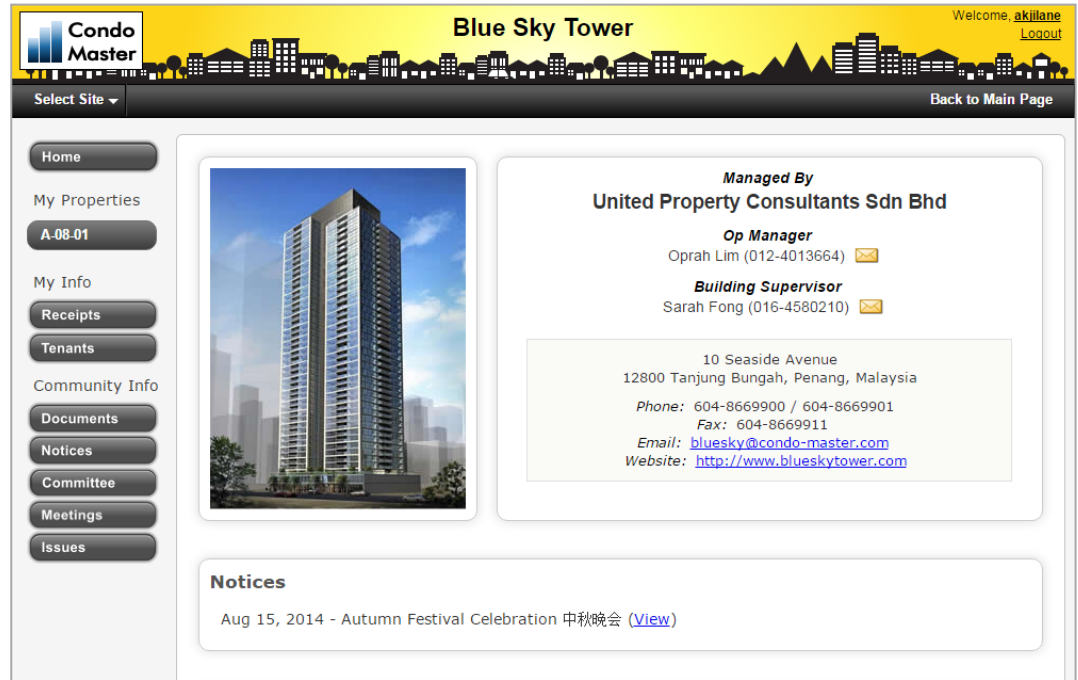 Condo
Master
Blue Sky Tower
Welcome, akjilane
Logout
Select Site
Back to Main Page
Home
My Properties
A-08-01
My Info
Receipts
Tenants
Community Info
Documents
Notices
Committee
Meetings
Issues
Managed By
United Property Consultants Sdn Bhd
Op Manager
Oprah Lim (012-4013664)
Building Supervisor
Sarah Fong (016-4580210)
10 Seaside Avenue
12800 Tanjung Bungah, Penang, Malaysia
Phone: 604-8669900 / 604-8669901
Fax: 604-8669911
Email: bluesky@condo-master.com
Website: http://www.blueskytower.com
Notices
Aug 15, 2014 - Autumn Festival Celebration 中秋晚会 (View)